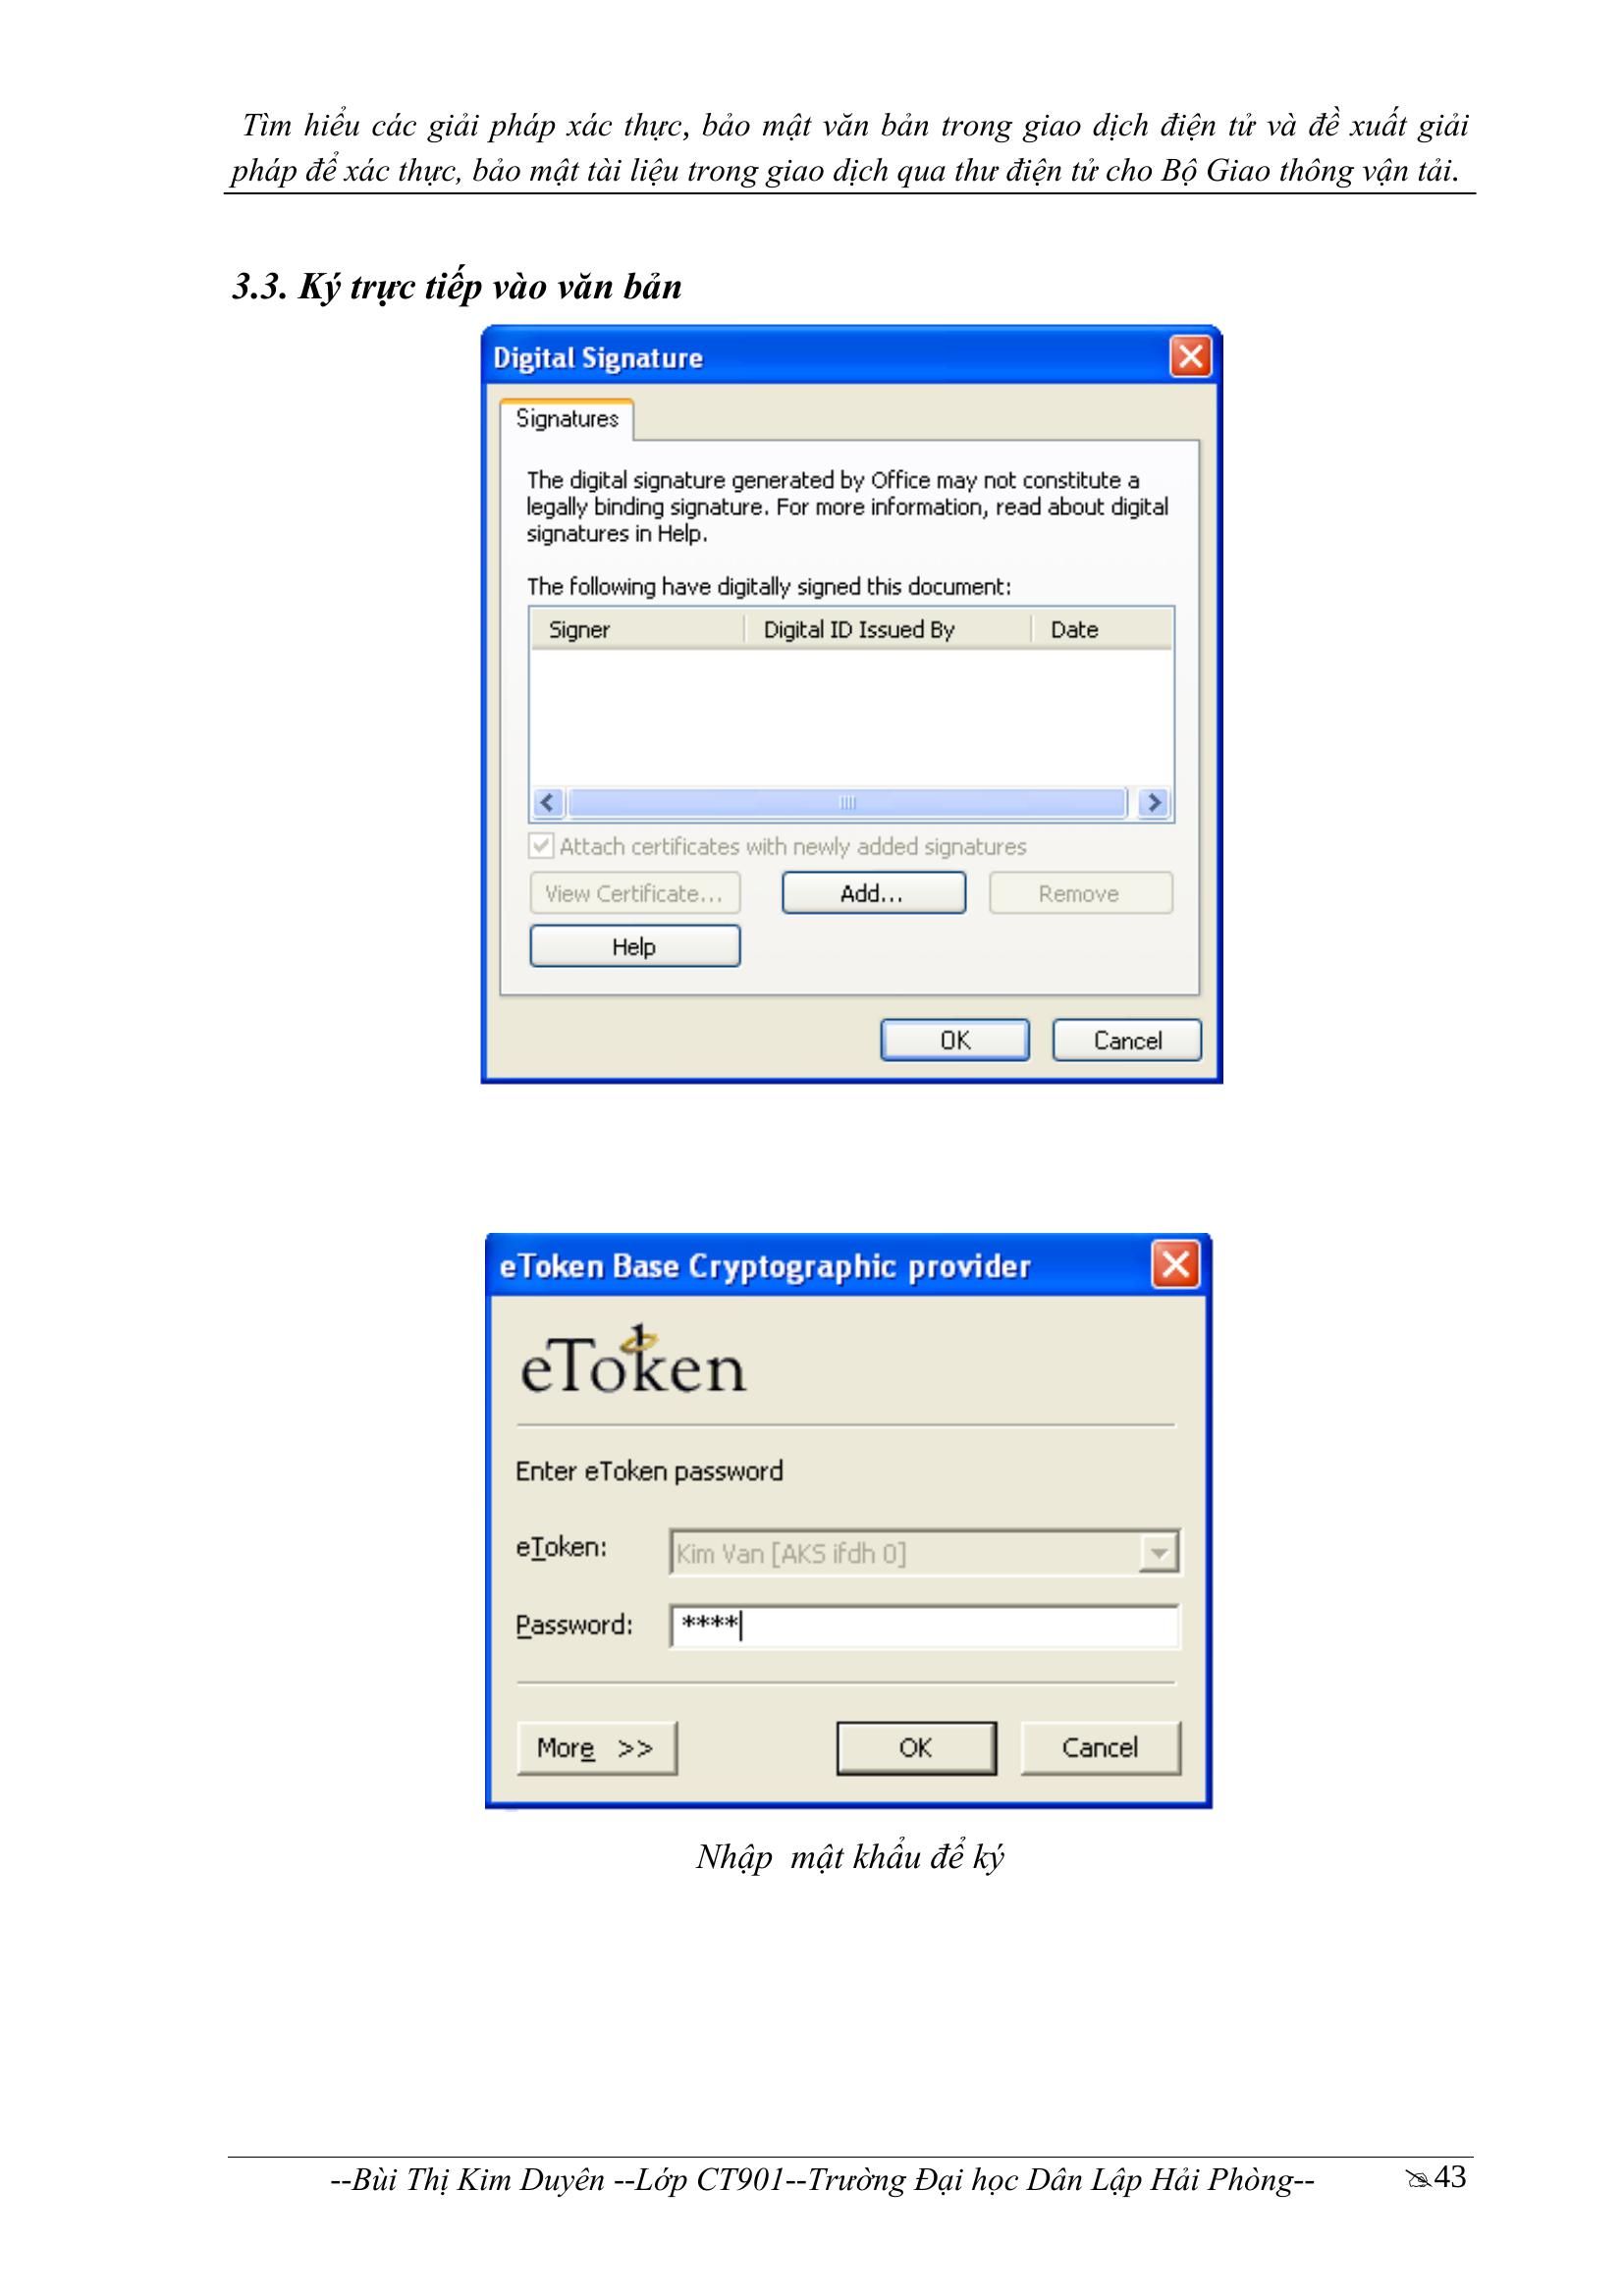 Tìm hiểu các giải pháp xác thực, bảo mật văn bản trong giao dịch điện tử và đề xuất giải
pháp để xác thực, bảo mật tài liệu trong giao dịch qua thư điện tử cho Bộ Giao thông vận tải.
3.3. Ký trực tiếp vào văn bản
Digital Signature
Signatures
The digital signature generated by Office may not constitute a
legally binding signature. For more information, read about digital
signatures in Help.
The following have digitally signed this document:
Signer Digital ID Issued By Date
Attach certificates with newly added signatures
View Certificate... Add... Remove
Help
OK Cancel
eToken Base Cryptographic provider
eToken
Enter eToken password
eToken: Kim Van [AKS ifdh 0]
Password: ****
More >> OK Cancel
Nhập mật khẩu để ký
--Bùi Thị Kim Duyên --Lớp CT901--Trường Đại học Dân Lập Hải Phòng-- 43